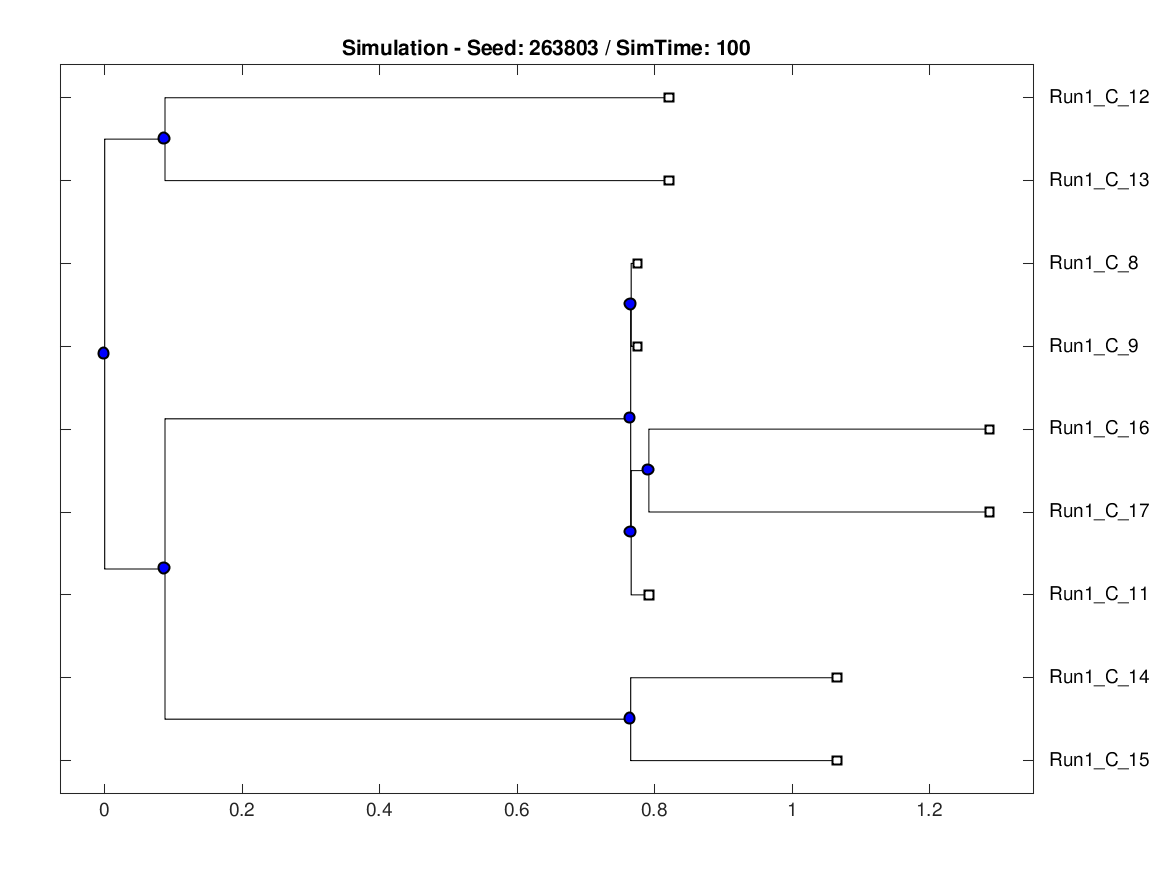 Simulation - Seed: 263803 / SimTime: 100
Run1_C_12
Run1_C_13
Run1_C_8
Run1_C_9
Run1_C_16
Run1_C_17
Run1_C_11
Run1_C_14
Run1_C_15
0 0.2 0.4 0.6 0.8 1 1.2